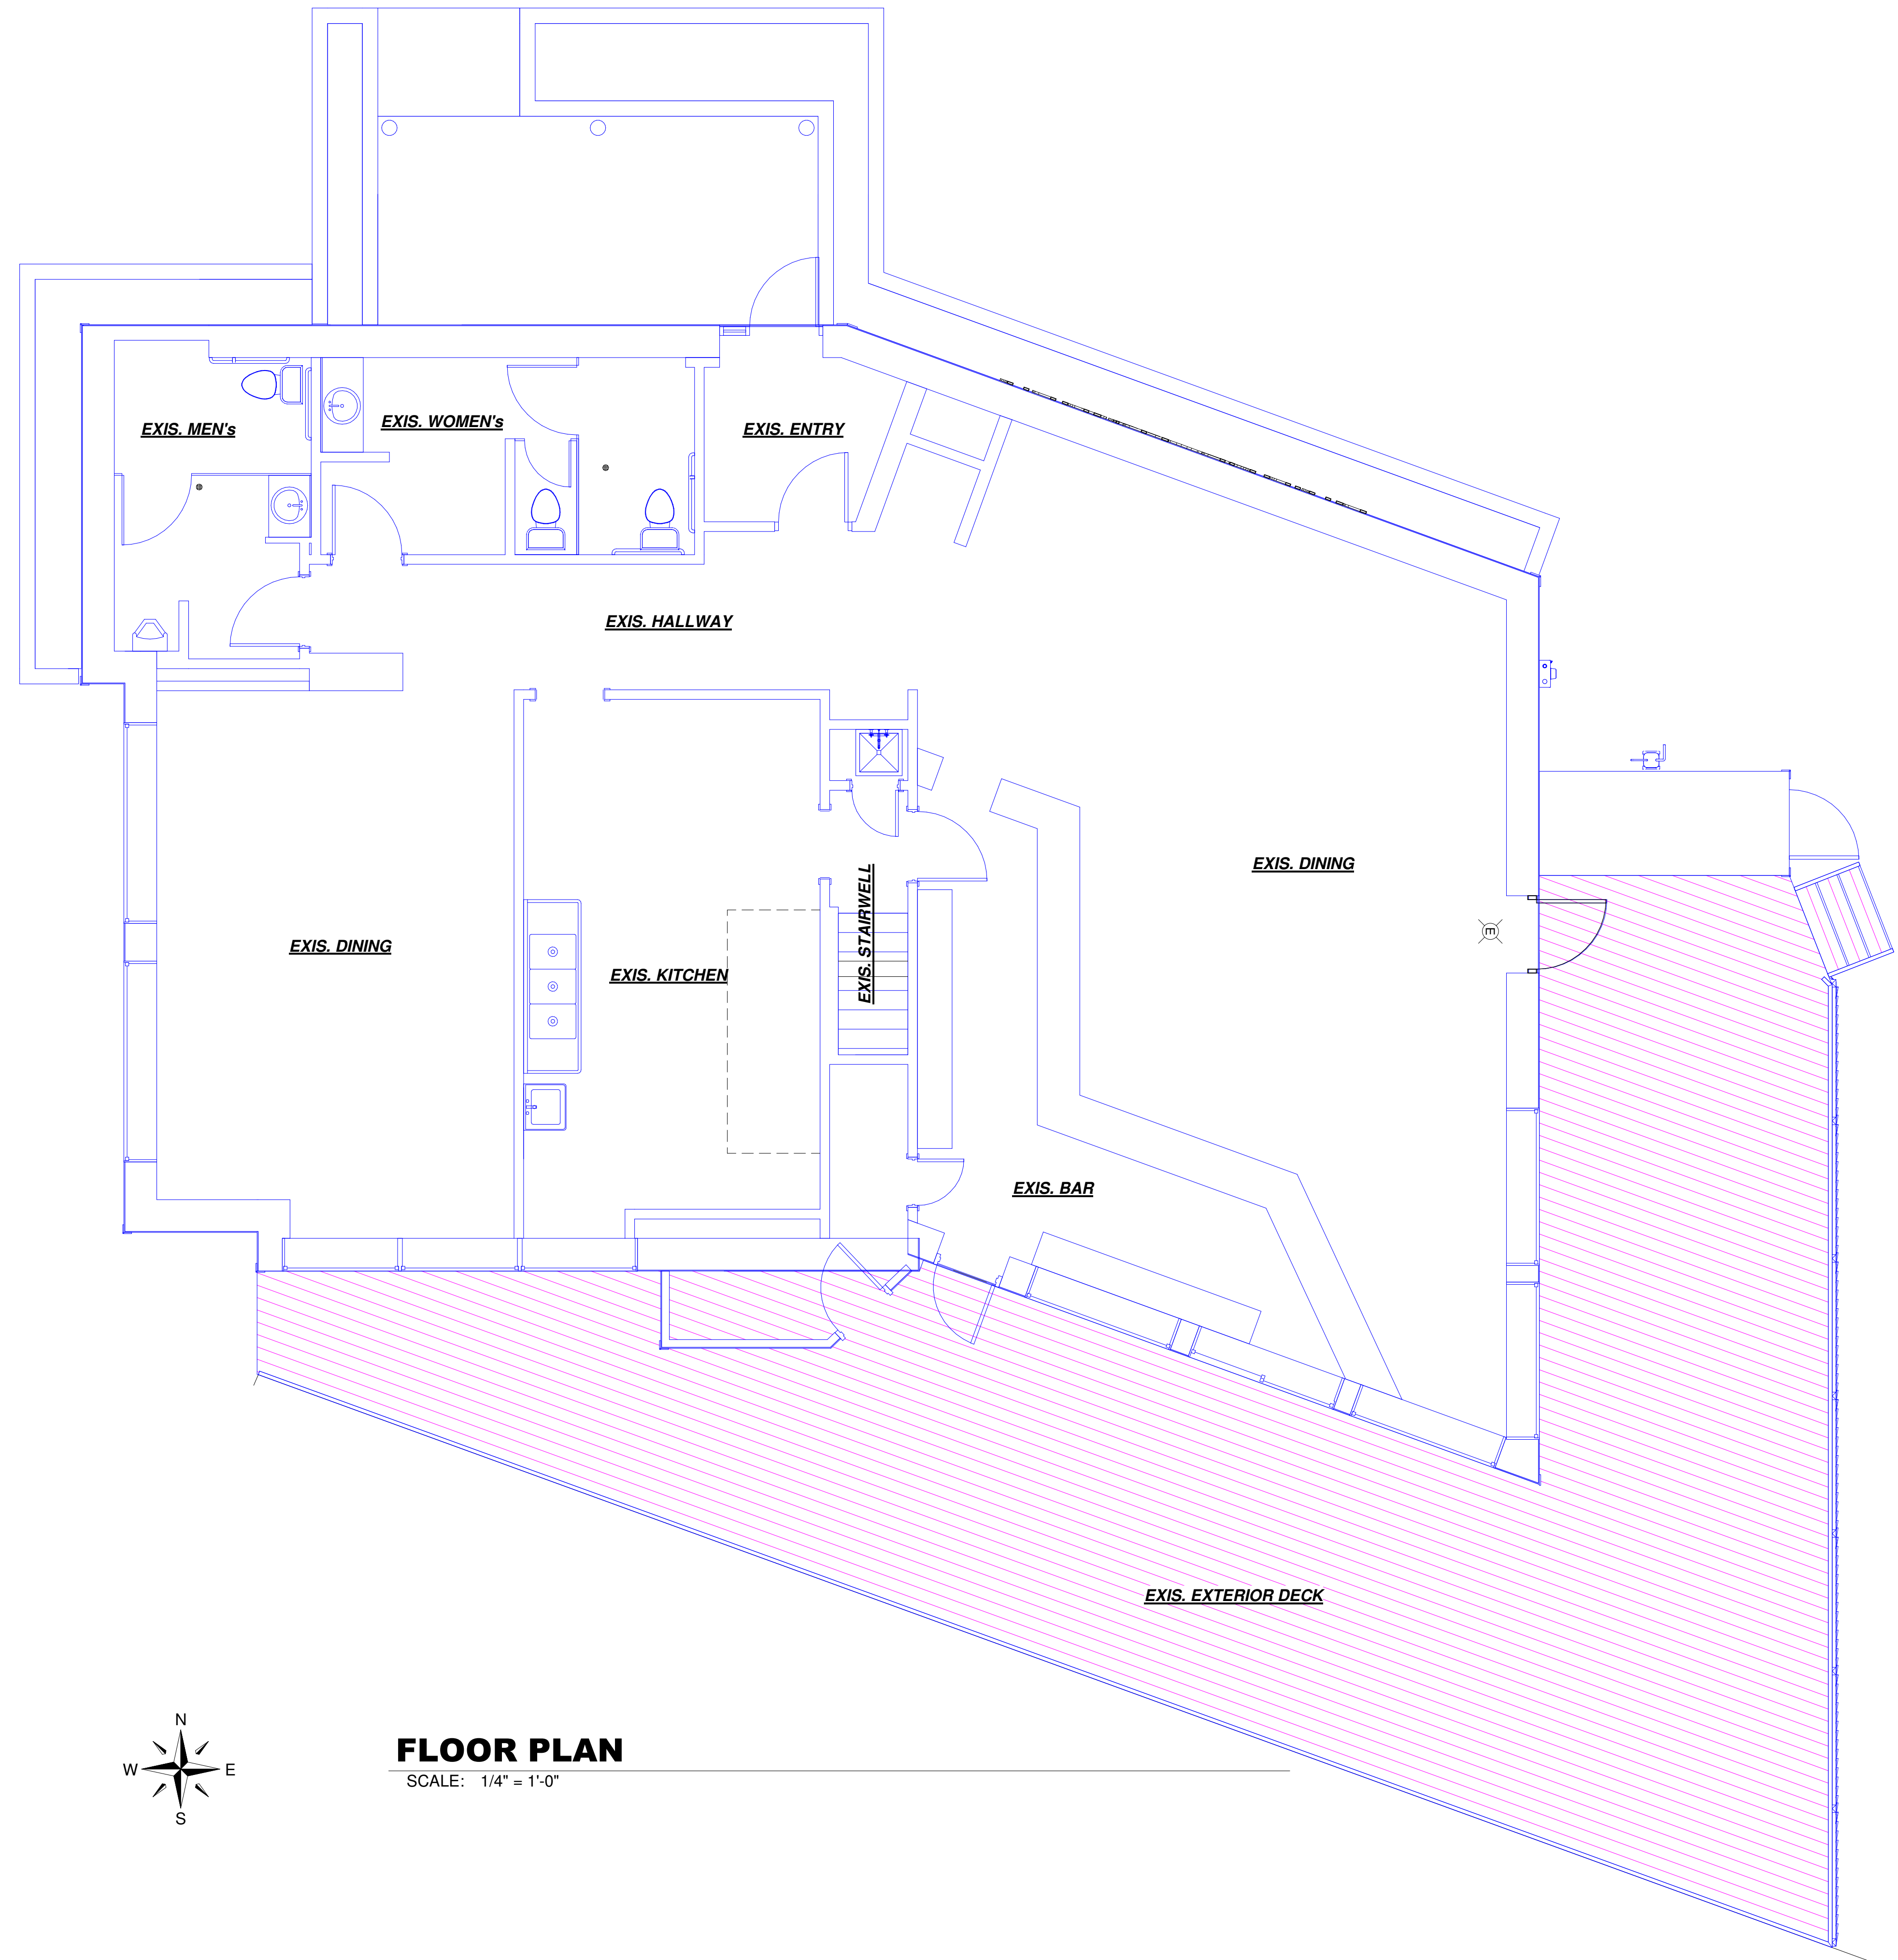 EXIS. MEN's
EXIS. WOMEN's
EXIS. ENTRY
EXIS. HALLWAY
EXIS. DINING
EXIS. STAIRWELL
E
EXIS. DINING
EXIS. KITCHEN
EXIS. BAR
EXIS. EXTERIOR DECK
N
W E
S
FLOOR PLAN
SCALE: 1/4" = 1'-0"